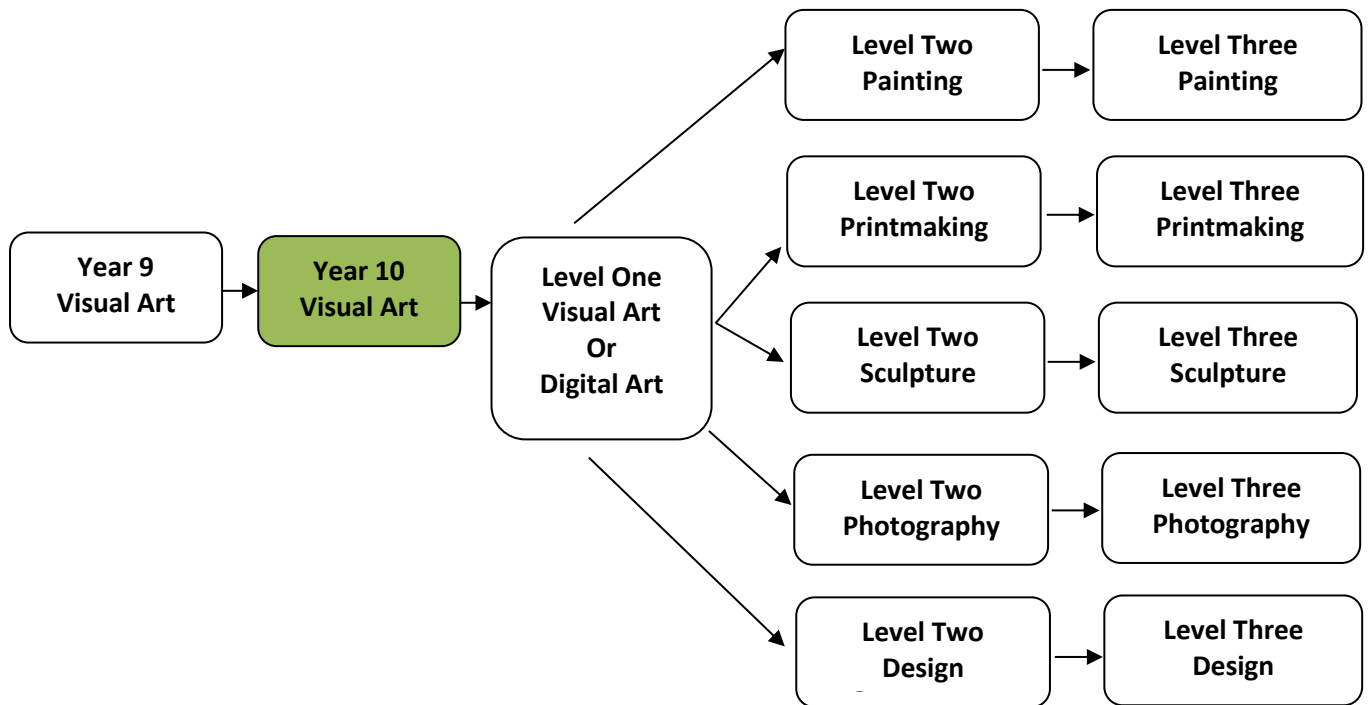 Year 9
Visual Art
Year 10
Visual Art
Level One
Visual Art
Or
Digital Art
Level Two
Painting
Level Three
Painting
Level Two
Printmaking
Level Three
Printmaking
Level Two
Sculpture
Level Three
Sculpture
Level Two
Photography
Level Three
Photography
Level Two
Design
Level Three
Design